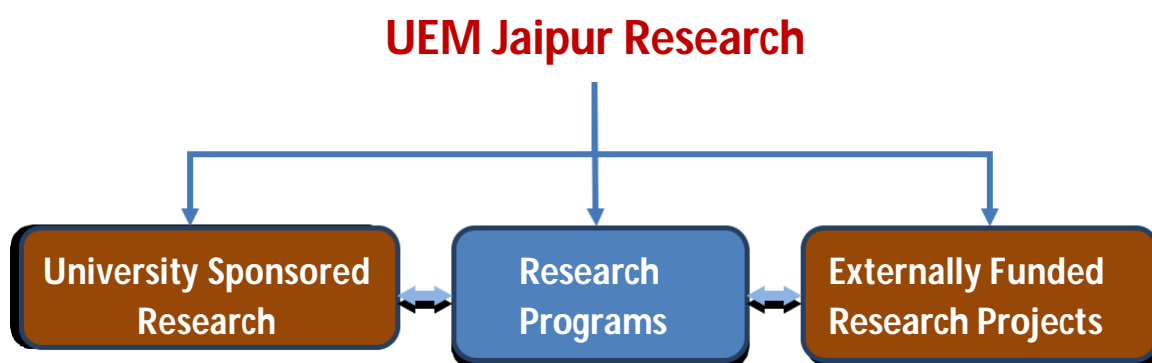 UEM Jaipur Research
University Sponsored
Research
Research
Programs
Externally Funded
Research Projects